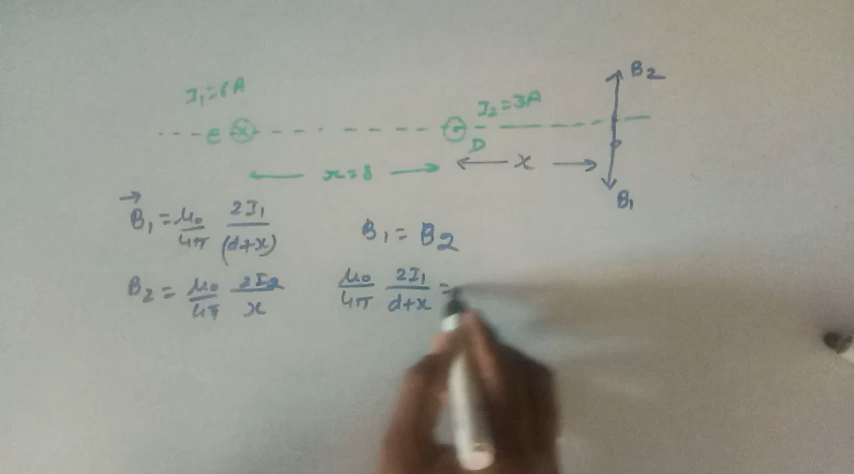 I₁=6A
I₂=3A
B₂
C x
D
x=8
x
B₁
B₁ = μ₀/4π 2I₁/(d+x)
B₁ = B₂
B₂ = μ₀/4π 2I₂/x
μ₀/4π 2I₁/d+x =